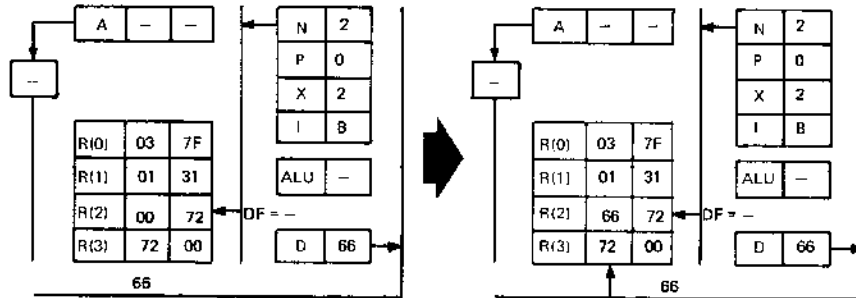 A – –
N 2
–
P 0
X 2
I B
R(0) 03 7F
R(1) 01 31
ALU –
R(2) 00 72
DF = –
R(3) 72 00
D 66
66
A – –
N 2
–
P 0
X 2
I B
R(0) 03 7F
R(1) 01 31
ALU –
R(2) 66 72
DF = –
R(3) 72 00
D 66
66